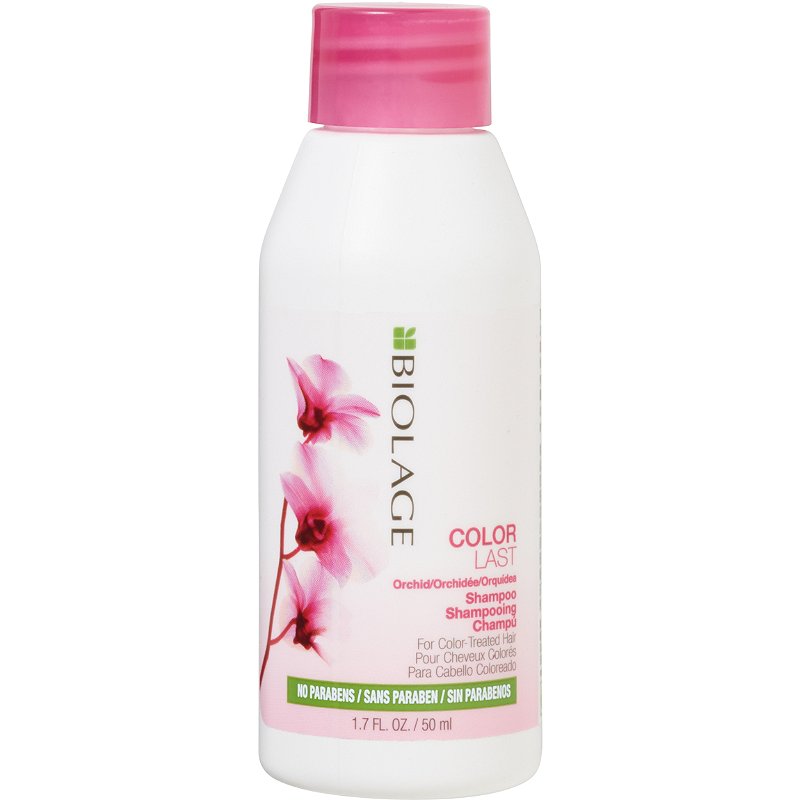 BIOLAGE
COLOR
LAST
Orchid/Orchidée/Orquídea
Shampoo
Shampooing
Champú
For Color-Treated Hair
Pour Cheveux Colorés
Para Cabello Coloreado
NO PARABENS / SANS PARABEN / SIN PARABENOS
1.7 FL. OZ. / 50 ml